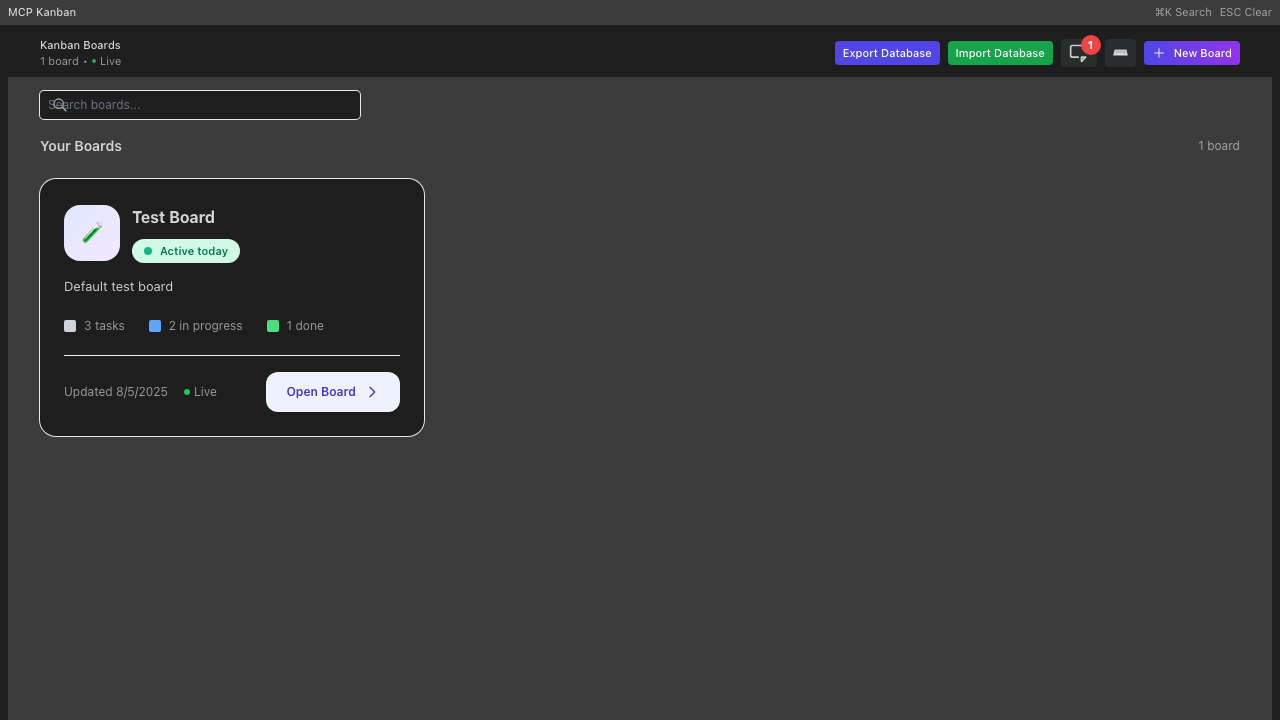 MCP Kanban
⌘K Search ESC Clear
Kanban Boards
1 board • Live
Export Database
Import Database
1
New Board
Search boards...
Your Boards
1 board
Test Board
Active today
Default test board
3 tasks
2 in progress
1 done
Updated 8/5/2025
Live
Open Board